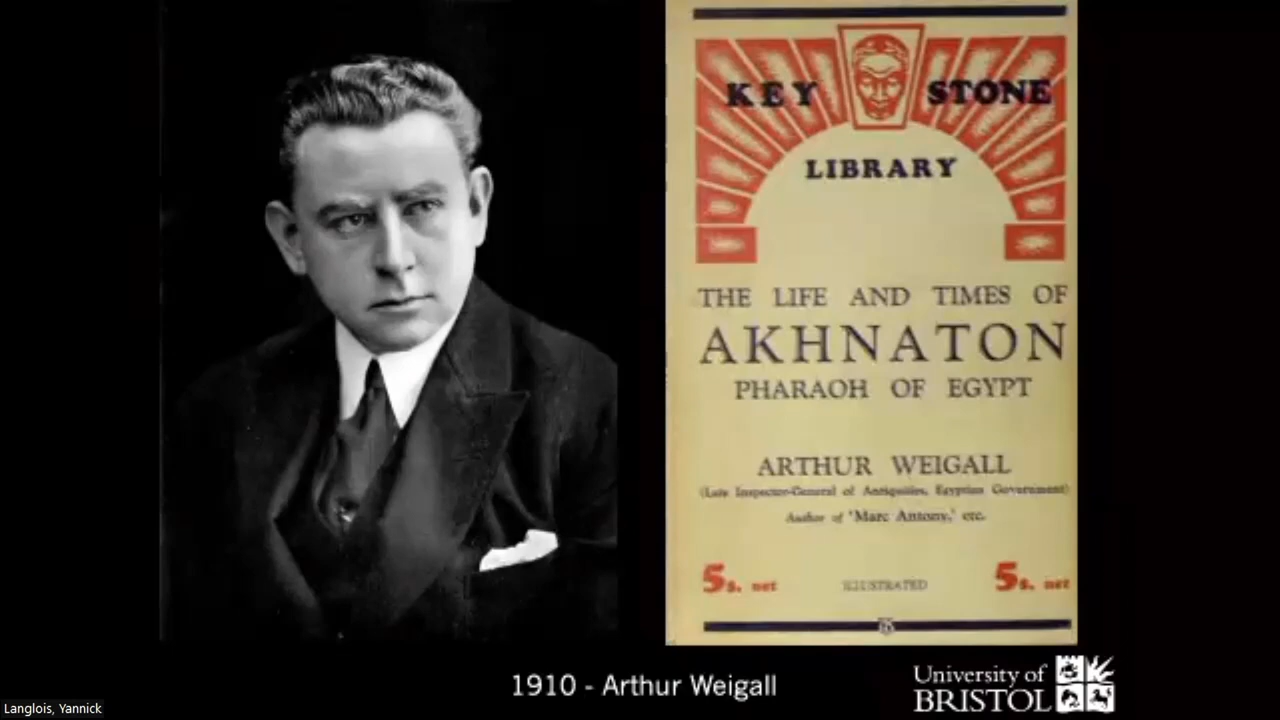 KEY STONE
LIBRARY
THE LIFE AND TIMES OF
AKHNATON
PHARAOH OF EGYPT
ARTHUR WEIGALL
(Late Inspector-General of Antiquities, Egyptian Government)
Author of 'Marc Antony,' etc.
5s. net ILLUSTRATED 5s. net
1910 - Arthur Weigall
University of
BRISTOL
Langlois, Yannick